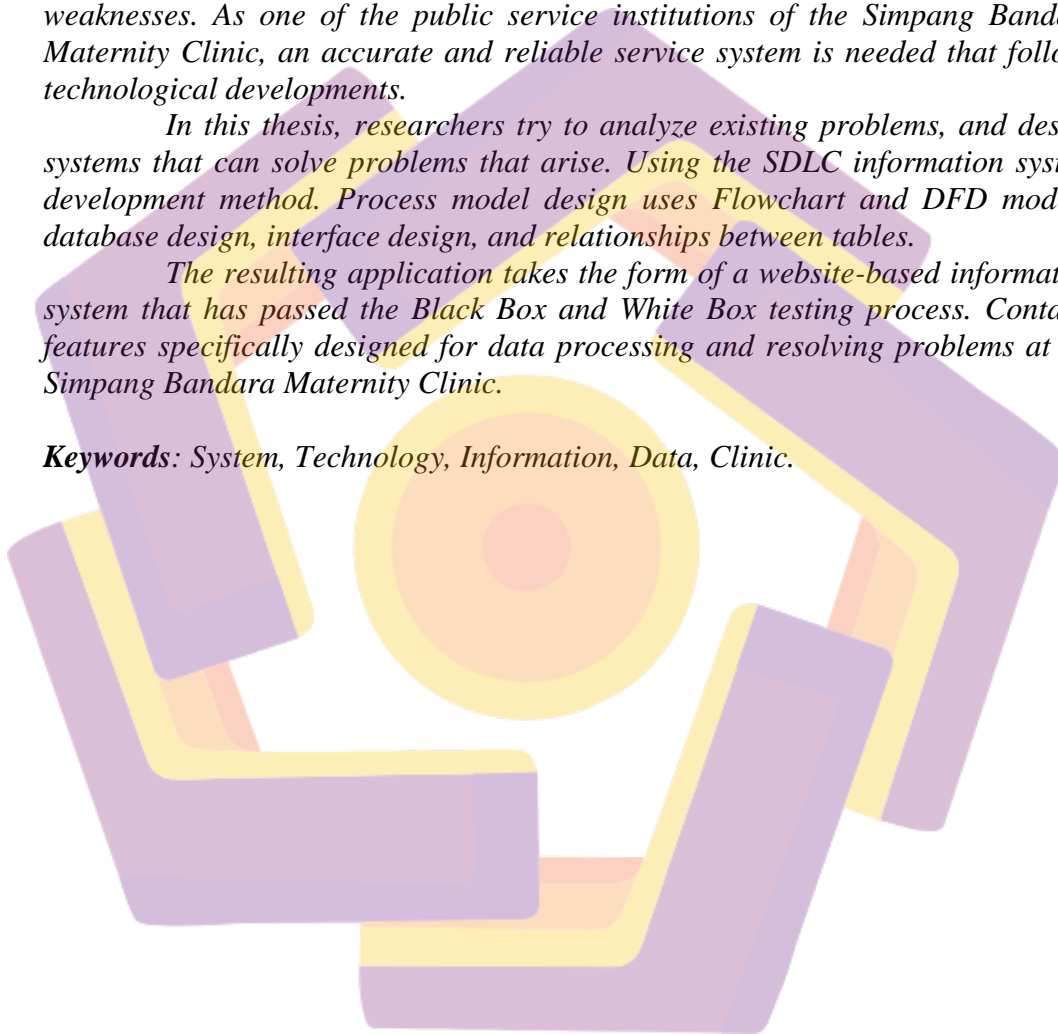 weaknesses. As one of the public service institutions of the Simpang Banda
Maternity Clinic, an accurate and reliable service system is needed that follo
technological developments.
In this thesis, researchers try to analyze existing problems, and des
systems that can solve problems that arise. Using the SDLC information syst
development method. Process model design uses Flowchart and DFD mode
database design, interface design, and relationships between tables.
The resulting application takes the form of a website-based informat
system that has passed the Black Box and White Box testing process. Conta
features specifically designed for data processing and resolving problems at
Simpang Bandara Maternity Clinic.
Keywords: System, Technology, Information, Data, Clinic.